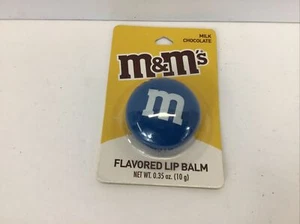 MILK
CHOCOLATE
m&m's
m
FLAVORED LIP BALM
NET WT. 0.35 oz. (10 g)